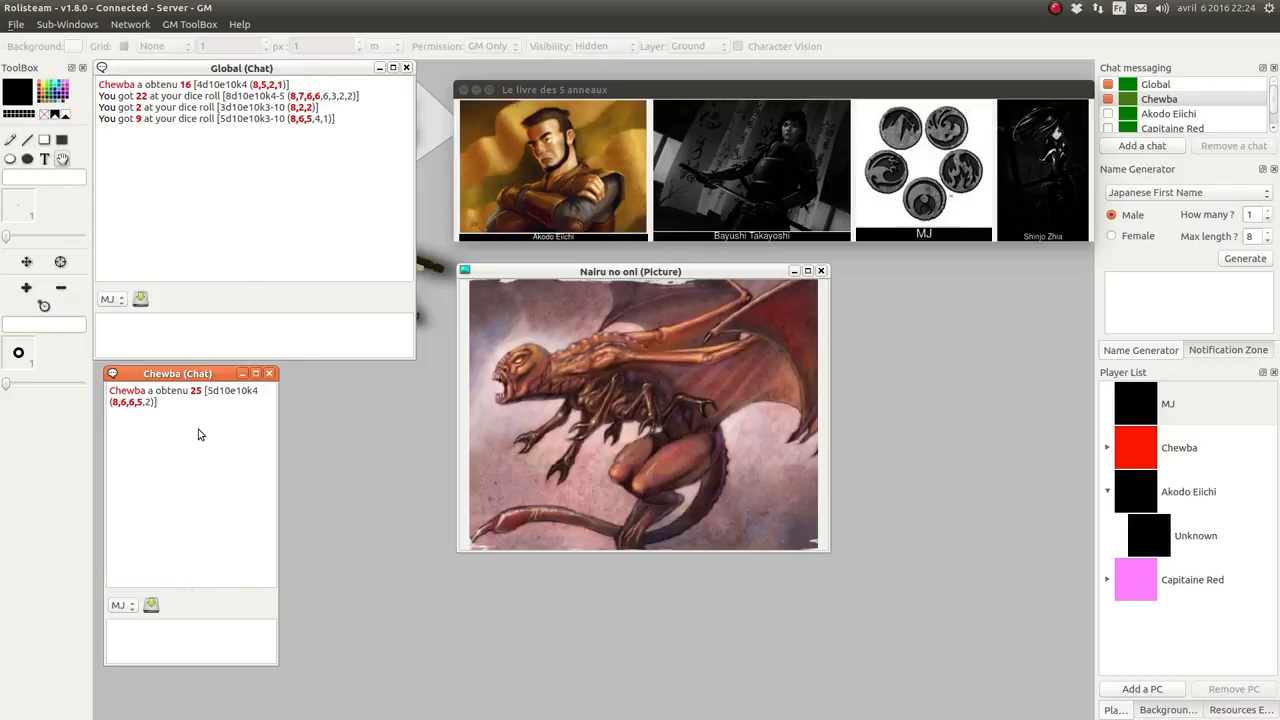 Rolisteam - v1.8.0 - Connected - Server - GM
Fr,
avril 6 2016 22:24
File Sub-Windows Network GM ToolBox Help
Background: Grid: None 1 px : 1 m Permission: GM Only Visibility: Hidden Layer: Ground Character Vision
ToolBox
T
1
1
Global (Chat)
Chewba a obtenu 16 [4d10e10k4 (8,5,2,1)]
You got 22 at your dice roll [8d10e10k4-5 (8,7,6,6,6,3,2,2)]
You got 2 at your dice roll [3d10e10k3-10 (8,2,2)]
You got 9 at your dice roll [5d10e10k3-10 (8,6,5,4,1)]
MJ
Chewba (Chat)
Chewba a obtenu 25 [5d10e10k4
(8,6,6,5,2)]
MJ
Le livre des 5 anneaux
Akodo Eiichi
Bayushi Takayoshi
MJ
Shinjo Zhia
Nairu no oni (Picture)
Chat messaging
Global
Chewba
Akodo Eiichi
Capitaine Red
Add a chat Remove a chat
Name Generator
Japanese First Name
Male How many ? 1
Female Max length ? 8
Generate
Name Generator Notification Zone
Player List
MJ
Chewba
Akodo Eiichi
Unknown
Capitaine Red
Add a PC Remove PC
Pla... Backgroun... Resources E...